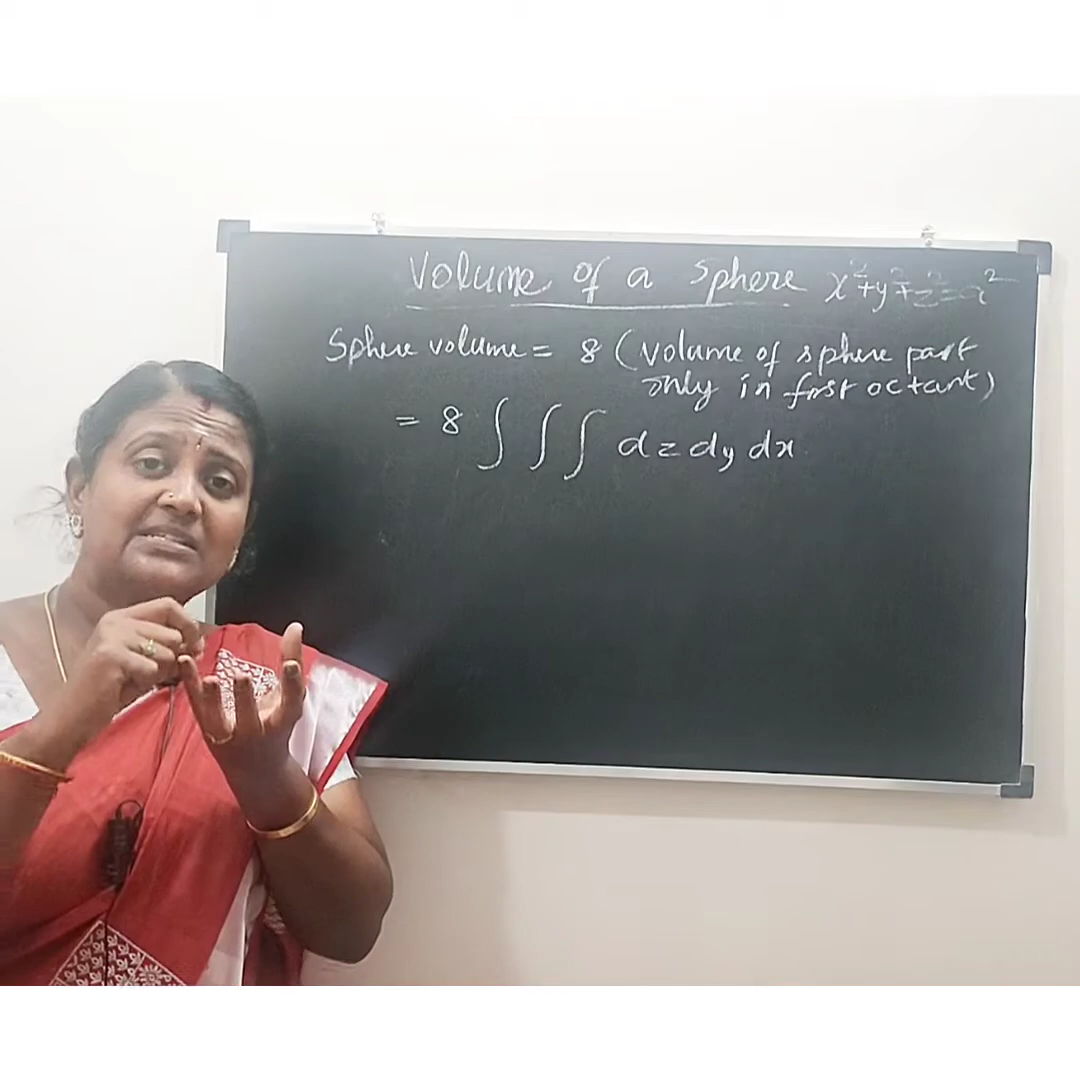 Volume of a sphere x²+y²+z²=a²
Sphere volume = 8 (volume of sphere part
only in first octant)
= 8 ∫ ∫ ∫ dz dy dx